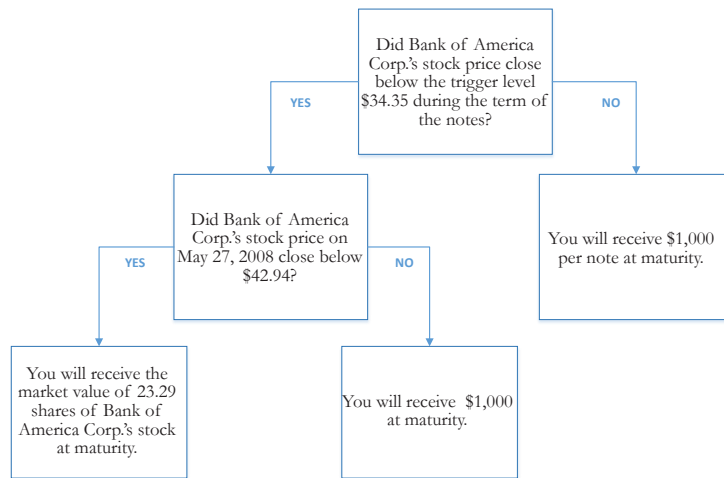 Did Bank of America
Corp.'s stock price close
below the trigger level
$34.35 during the term of
the notes?
YES
NO
Did Bank of America
Corp.'s stock price on
May 27, 2008 close below
$42.94?
You will receive $1,000
per note at maturity.
YES
NO
You will receive the
market value of 23.29
shares of Bank of
America Corp.'s stock
at maturity.
You will receive $1,000
at maturity.